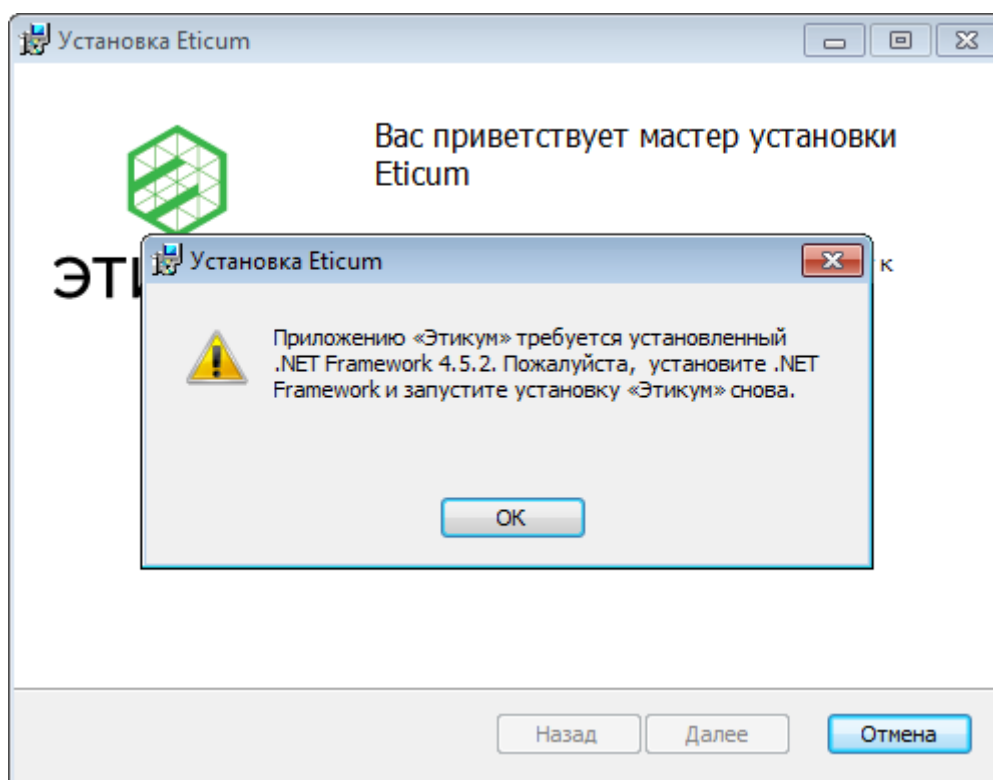 Установка Eticum
Вас приветствует мастер установки
Eticum
ЭТИ
к
Установка Eticum
Приложению «Этикум» требуется установленный
.NET Framework 4.5.2. Пожалуйста, установите .NET
Framework и запустите установку «Этикум» снова.
OK
Назад
Далее
Отмена